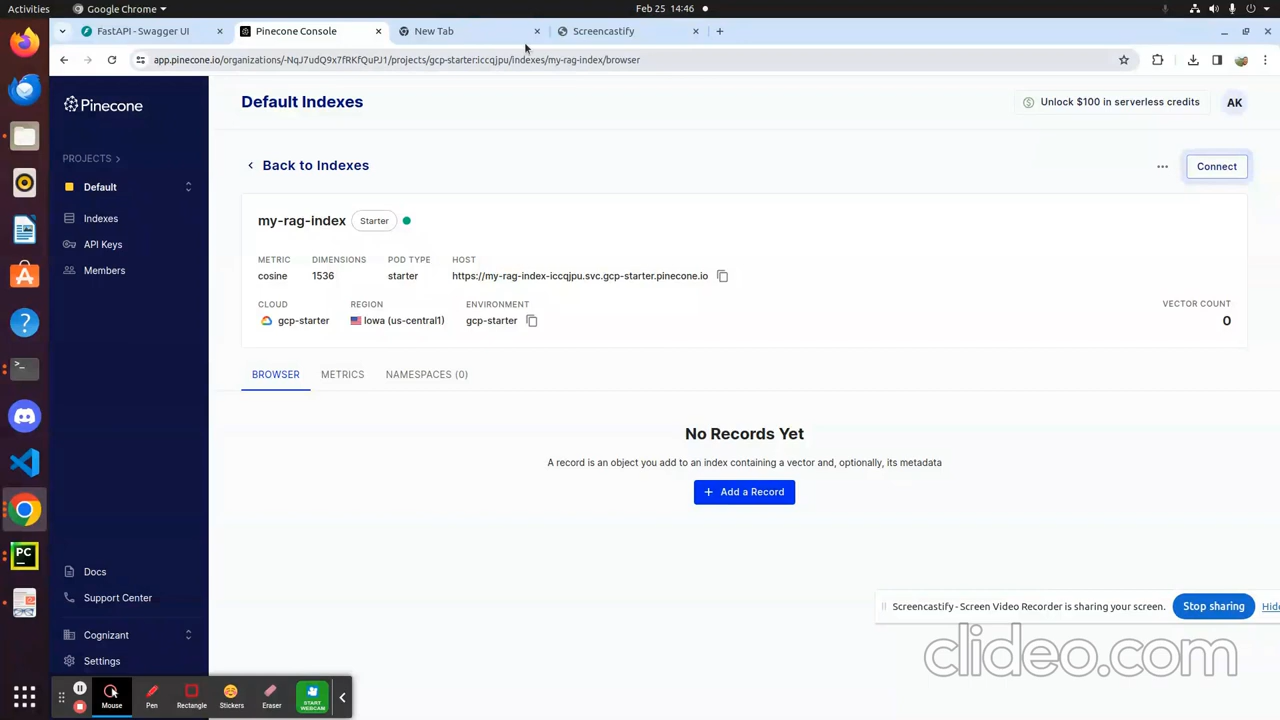 Activities
Google Chrome
Feb 25 14:46
FastAPI - Swagger UI
Pinecone Console
New Tab
Screencastify
app.pinecone.io/organizations/-NqJ7udQ9x7fRKfQuPJ1/projects/gcp-starter:iccqjpu/indexes/my-rag-index/browser
Pinecone
Default Indexes
Unlock $100 in serverless credits
AK
PROJECTS
Default
Indexes
API Keys
Members
Back to Indexes
Connect
my-rag-index Starter
METRIC DIMENSIONS POD TYPE HOST
cosine 1536 starter https://my-rag-index-iccqjpu.svc.gcp-starter.pinecone.io
CLOUD REGION ENVIRONMENT VECTOR COUNT
gcp-starter Iowa (us-central1) gcp-starter 0
BROWSER METRICS NAMESPACES (0)
No Records Yet
A record is an object you add to an index containing a vector and, optionally, its metadata
+ Add a Record
Docs
Support Center
Cognizant
Settings
Screencastify - Screen Video Recorder is sharing your screen. Stop sharing Hide
clideo.com
Mouse Pen Rectangle Stickers Eraser START WEBCAM
PC